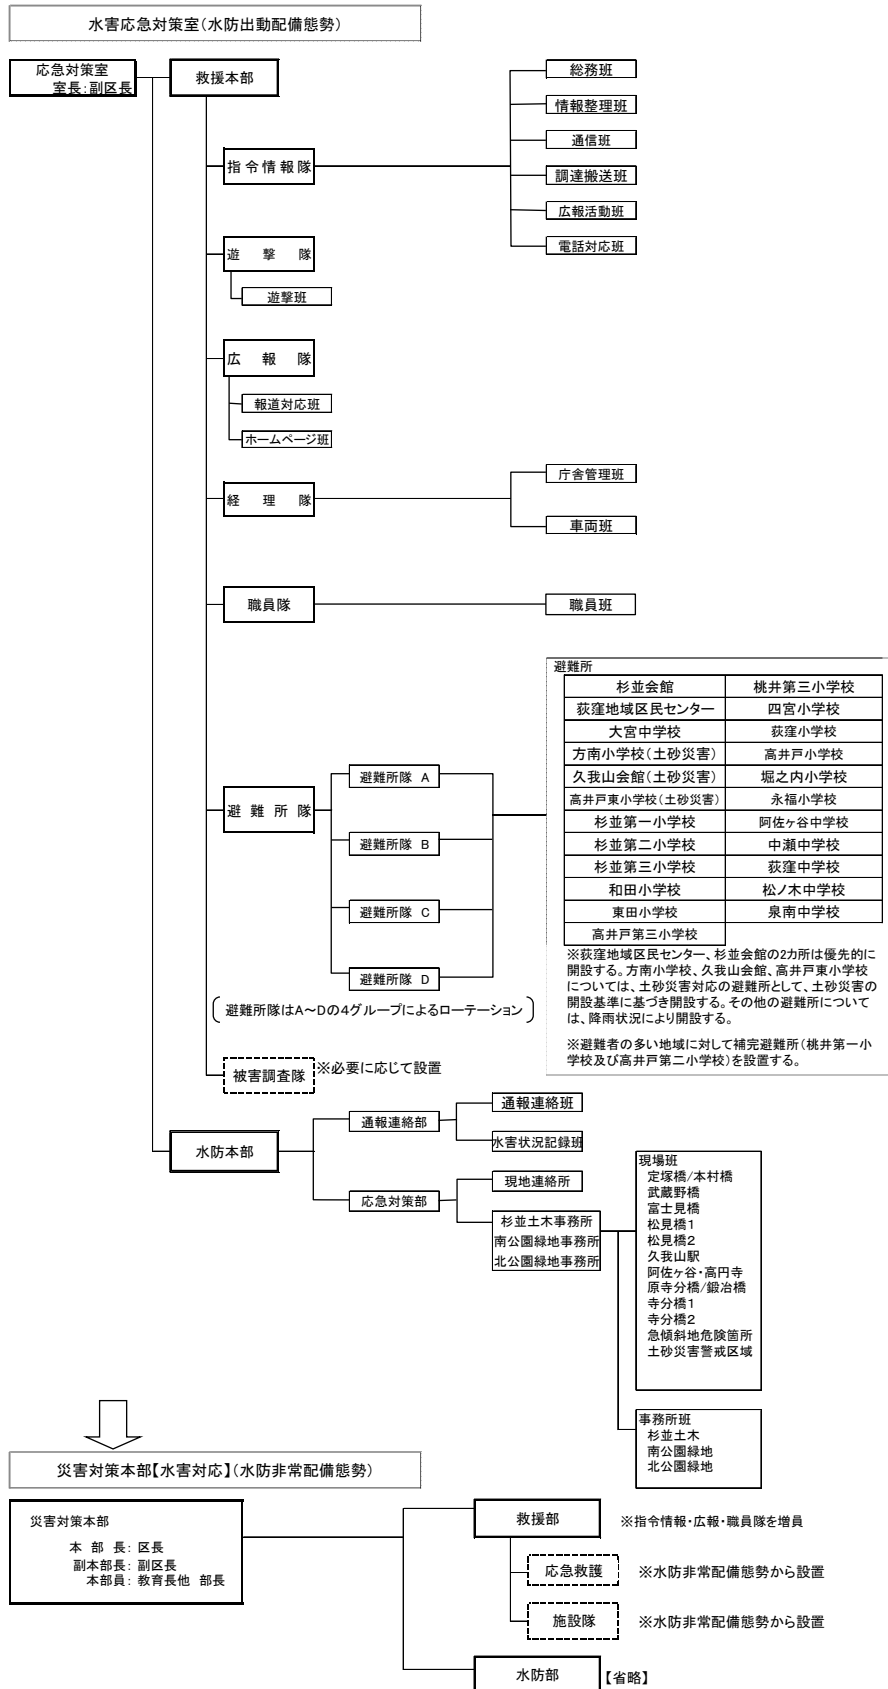 水害応急対策室(水防出動配備態勢)
応急対策室
室長:副区長
救援本部
指令情報隊
総務班
情報整理班
通信班
調達搬送班
広報活動班
電話対応班
遊撃隊
遊撃班
広報隊
報道対応班
ホームページ班
経理隊
庁舎管理班
車両班
職員隊
職員班
避難所隊
避難所隊 A
避難所隊 B
避難所隊 C
避難所隊 D
(避難所隊はA~Dの4グループによるローテーション)
避難所
杉並会館 桃井第三小学校
荻窪地域区民センター 四宮小学校
大宮中学校 荻窪小学校
方南小学校(土砂災害) 高井戸小学校
久我山会館(土砂災害) 堀之内小学校
高井戸東小学校(土砂災害) 永福小学校
杉並第一小学校 阿佐ヶ谷中学校
杉並第二小学校 中瀬中学校
杉並第三小学校 荻窪中学校
和田小学校 松ノ木中学校
東田小学校 泉南中学校
高井戸第三小学校
※荻窪地域区民センター、杉並会館の2カ所は優先的に
開設する。方南小学校、久我山会館、高井戸東小学校
については、土砂災害対応の避難所として、土砂災害の
開設基準に基づき開設する。その他の避難所について
は、降雨状況により開設する。
※避難者の多い地域に対して補完避難所(桃井第一小
学校及び高井戸第二小学校)を設置する。
被害調査隊
※必要に応じて設置
水防本部
通報連絡部
通報連絡班
水害状況記録班
応急対策部
現地連絡所
杉並土木事務所
南公園緑地事務所
北公園緑地事務所
現場班
定塚橋/本村橋
武蔵野橋
富士見橋
松見橋1
松見橋2
久我山駅
阿佐ヶ谷・高円寺
原寺分橋/鍛冶橋
寺分橋1
寺分橋2
急傾斜地危険箇所
土砂災害警戒区域
事務所班
杉並土木
南公園緑地
北公園緑地
災害対策本部【水害対応】(水防非常配備態勢)
災害対策本部
本 部 長: 区長
副本部長: 副区長
本部員: 教育長他 部長
救援部
※指令情報・広報・職員隊を増員
応急救護
※水防非常配備態勢から設置
施設隊
※水防非常配備態勢から設置
水防部
【省略】